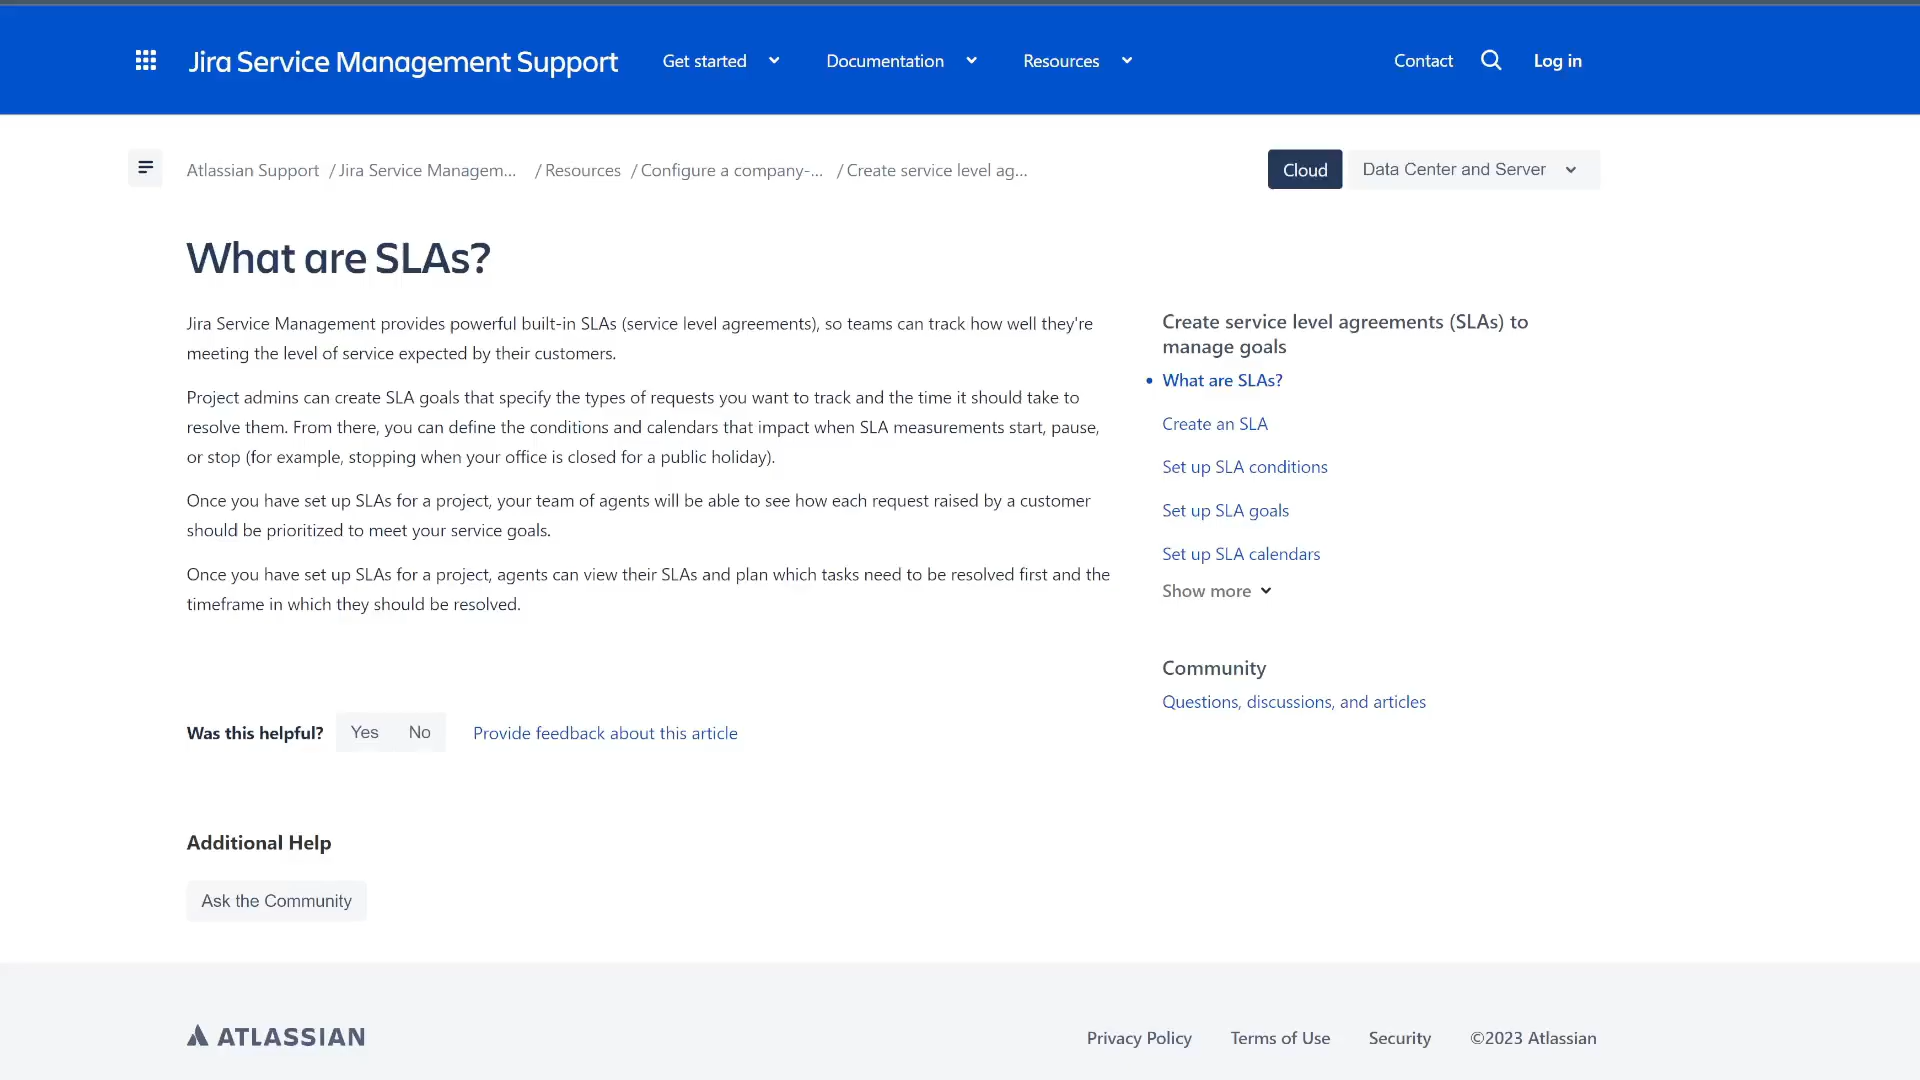 Jira Service Management Support Get started Documentation Resources Contact Log in
Atlassian Support / Jira Service Managem... / Resources / Configure a company-... / Create service level ag...
Cloud Data Center and Server
What are SLAs?
Jira Service Management provides powerful built-in SLAs (service level agreements), so teams can track how well they're
meeting the level of service expected by their customers.
Project admins can create SLA goals that specify the types of requests you want to track and the time it should take to
resolve them. From there, you can define the conditions and calendars that impact when SLA measurements start, pause,
or stop (for example, stopping when your office is closed for a public holiday).
Once you have set up SLAs for a project, your team of agents will be able to see how each request raised by a customer
should be prioritized to meet your service goals.
Once you have set up SLAs for a project, agents can view their SLAs and plan which tasks need to be resolved first and the
timeframe in which they should be resolved.
Was this helpful? Yes No Provide feedback about this article
Additional Help
Ask the Community
Create service level agreements (SLAs) to
manage goals
• What are SLAs?
Create an SLA
Set up SLA conditions
Set up SLA goals
Set up SLA calendars
Show more
Community
Questions, discussions, and articles
ATLASSIAN
Privacy Policy Terms of Use Security ©2023 Atlassian